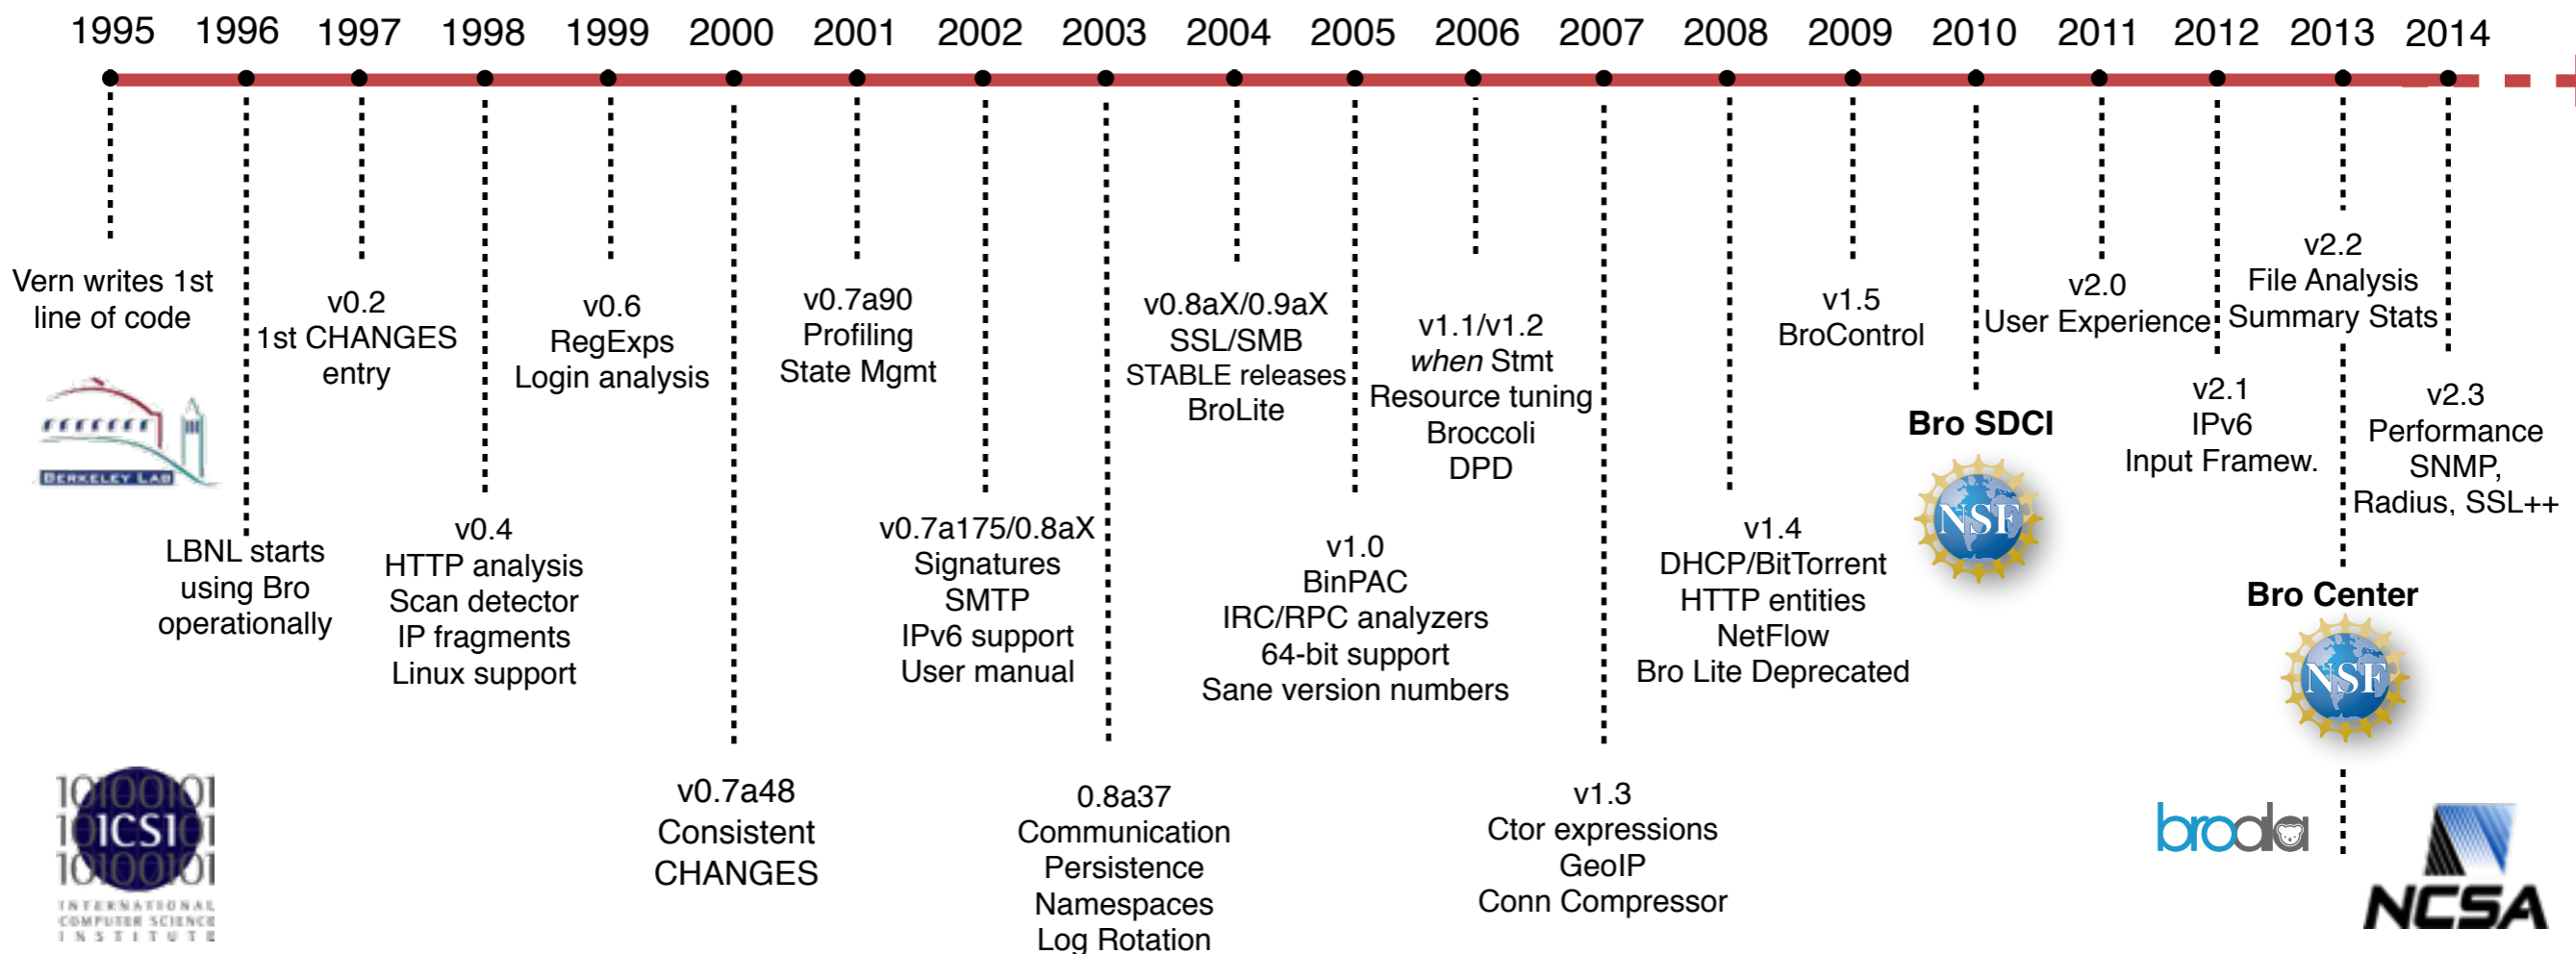 1995 1996 1997 1998 1999 2000 2001 2002 2003 2004 2005 2006 2007 2008 2009 2010 2011 2012 2013 2014
Vern writes 1st
line of code
BERKELEY LAB
LBNL starts
using Bro
operationally
v0.2
1st CHANGES
entry
v0.4
HTTP analysis
Scan detector
IP fragments
Linux support
v0.6
RegExps
Login analysis
v0.7a48
Consistent
CHANGES
v0.7a90
Profiling
State Mgmt
v0.7a175/0.8aX
Signatures
SMTP
IPv6 support
User manual
0.8a37
Communication
Persistence
Namespaces
Log Rotation
v0.8aX/0.9aX
SSL/SMB
STABLE releases
BroLite
v1.0
BinPAC
IRC/RPC analyzers
64-bit support
Sane version numbers
v1.1/v1.2
when Stmt
Resource tuning
Broccoli
DPD
v1.3
Ctor expressions
GeoIP
Conn Compressor
v1.4
DHCP/BitTorrent
HTTP entities
NetFlow
Bro Lite Deprecated
v1.5
BroControl
Bro SDCI
NSF
v2.0
User Experience
v2.1
IPv6
Input Framew.
v2.2
File Analysis
Summary Stats
Bro Center
NSF
v2.3
Performance
SNMP,
Radius, SSL++
10100101
ICSI
10100101
INTERNATIONAL
COMPUTER SCIENCE
INSTITUTE
broala
NCSA